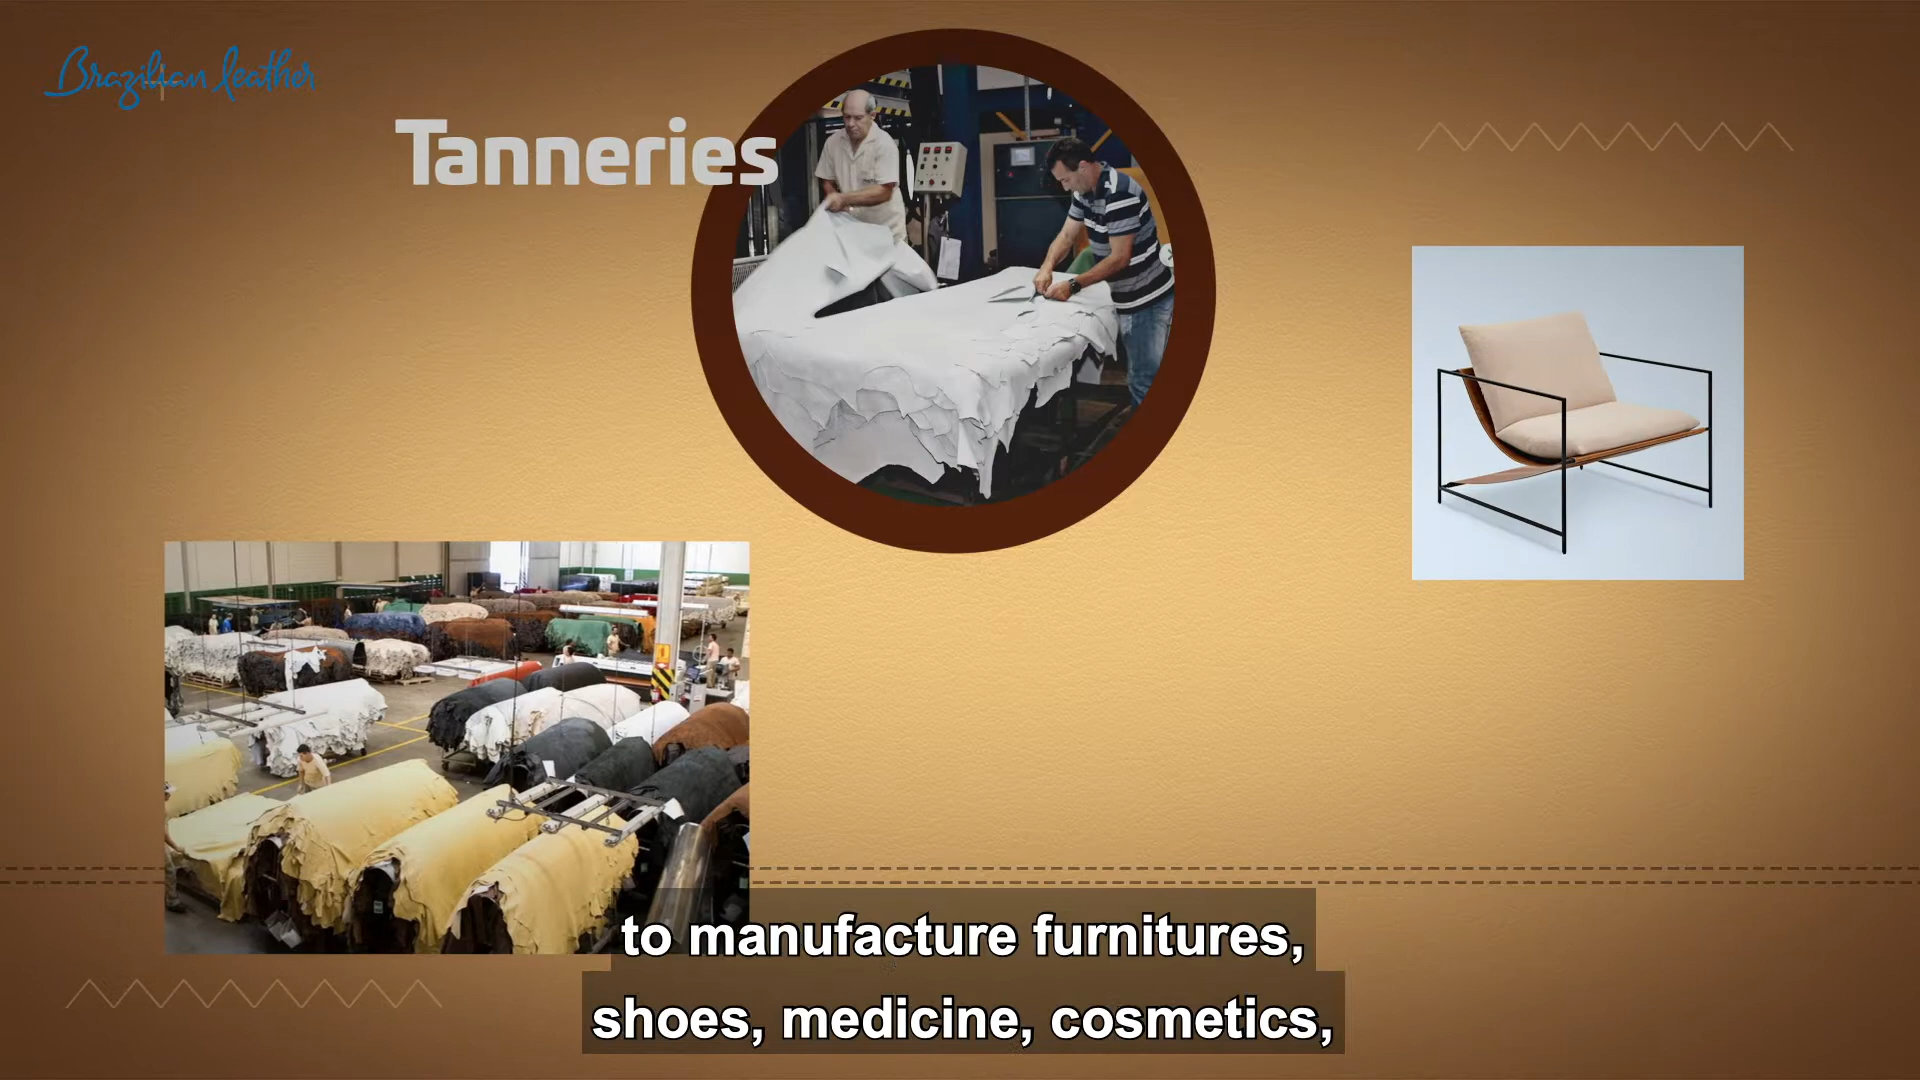 Brazilian leather
Tanneries
to manufacture furnitures,
shoes, medicine, cosmetics,